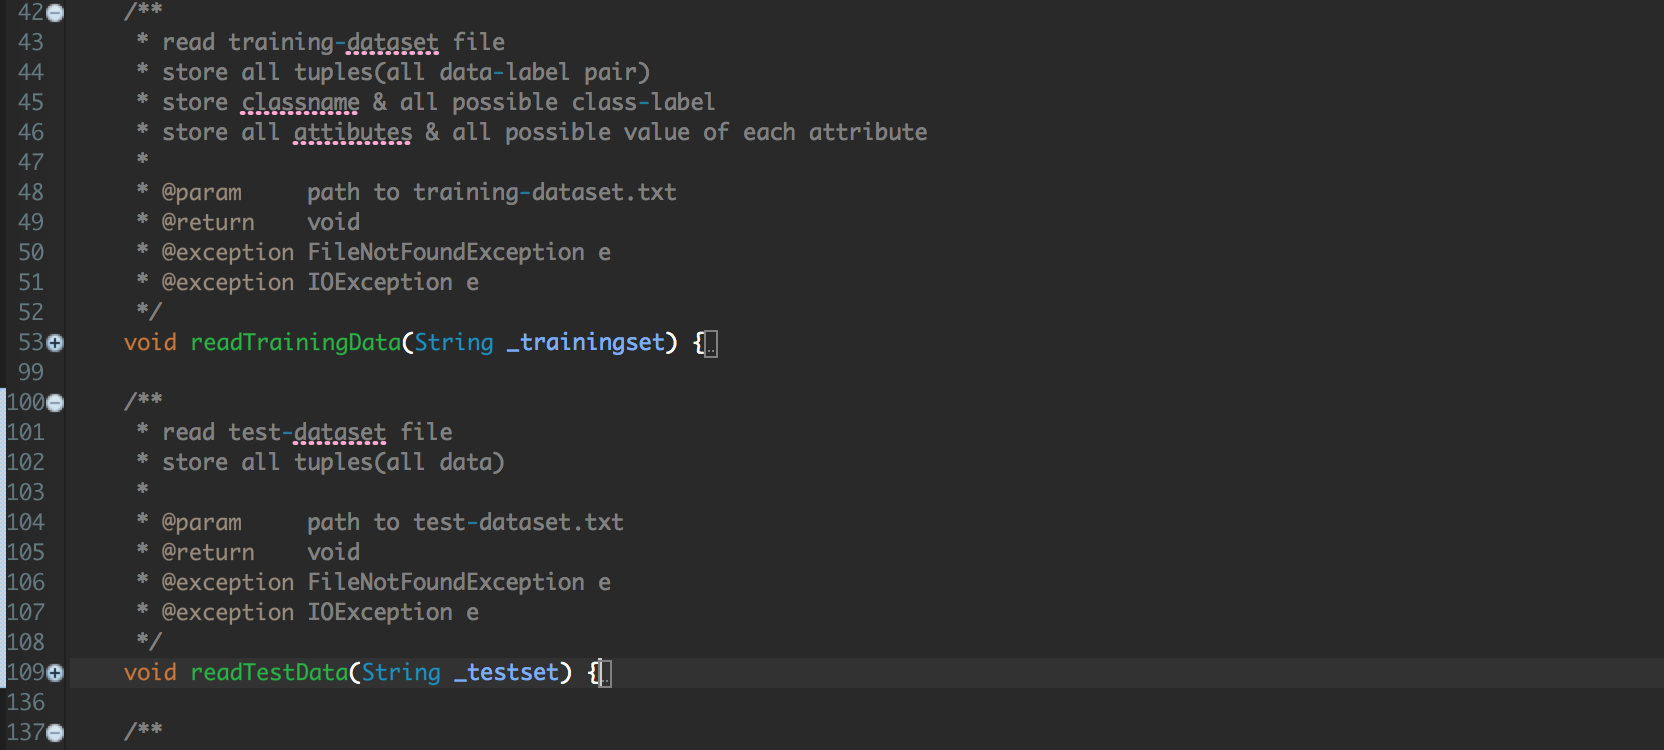 42 /**
43 * read training-dataset file
44 * store all tuples(all data-label pair)
45 * store classname & all possible class-label
46 * store all attibutes & all possible value of each attribute
47 *
48 * @param path to training-dataset.txt
49 * @return void
50 * @exception FileNotFoundException e
51 * @exception IOException e
52 */
53 void readTrainingData(String _trainingset) {..
99
100 /**
101 * read test-dataset file
102 * store all tuples(all data)
103 *
104 * @param path to test-dataset.txt
105 * @return void
106 * @exception FileNotFoundException e
107 * @exception IOException e
108 */
109 void readTestData(String _testset) {..
136
137 /**